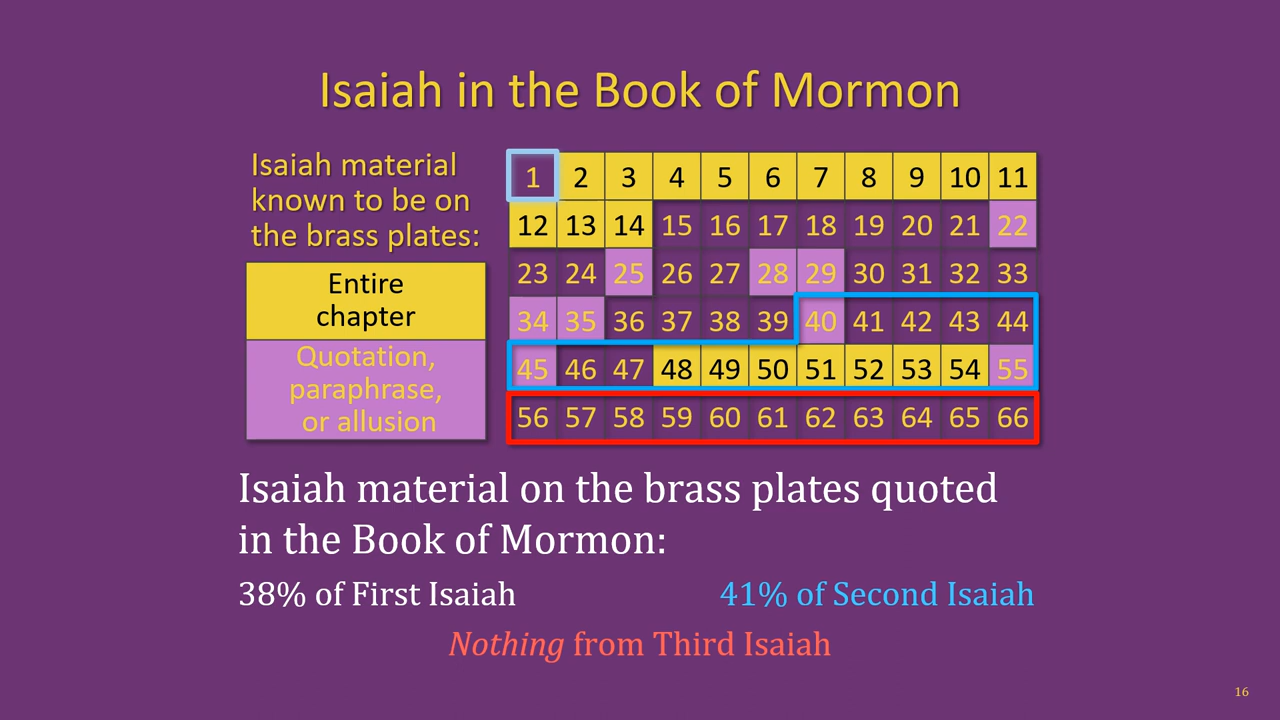 Isaiah in the Book of Mormon
Isaiah material
known to be on
the brass plates:
Entire
chapter
Quotation,
paraphrase,
or allusion
1 2 3 4 5 6 7 8 9 10 11
12 13 14 15 16 17 18 19 20 21 22
23 24 25 26 27 28 29 30 31 32 33
34 35 36 37 38 39 40 41 42 43 44
45 46 47 48 49 50 51 52 53 54 55
56 57 58 59 60 61 62 63 64 65 66
Isaiah material on the brass plates quoted
in the Book of Mormon:
38% of First Isaiah 41% of Second Isaiah
Nothing from Third Isaiah
16